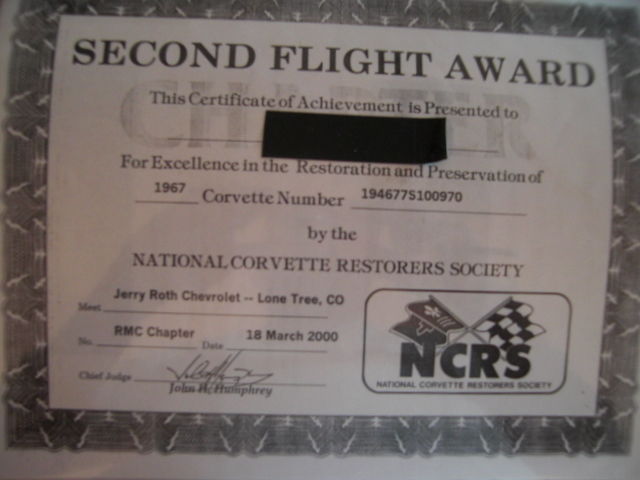 SECOND FLIGHT AWARD
This Certificate of Achievement is Presented to
For Excellence in the Restoration and Preservation of
1967 Corvette Number 194677S100970
by the
NATIONAL CORVETTE RESTORERS SOCIETY
Meet Jerry Roth Chevrolet -- Lone Tree, CO
No. RMC Chapter Date 18 March 2000
Chief Judge
John H. Humphrey
NCRS
NATIONAL CORVETTE RESTORERS SOCIETY